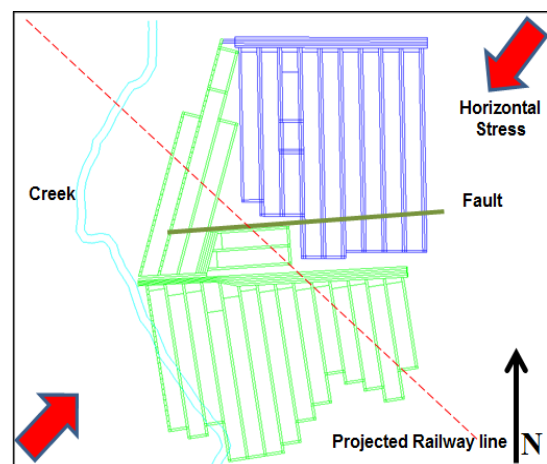 Horizontal
Stress
Creek
Fault
Projected Railway line
N